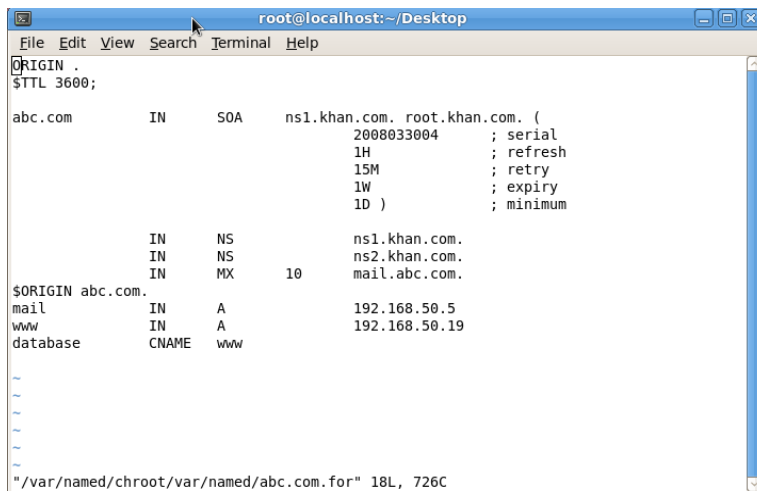 root@localhost:~/Desktop
File Edit View Search Terminal Help
ORIGIN .
$TTL 3600;
abc.com IN SOA ns1.khan.com. root.khan.com. (
2008033004 ; serial
1H ; refresh
15M ; retry
1W ; expiry
1D ) ; minimum
IN NS ns1.khan.com.
IN NS ns2.khan.com.
IN MX 10 mail.abc.com.
$ORIGIN abc.com.
mail IN A 192.168.50.5
www IN A 192.168.50.19
database CNAME www
~
~
~
~
~
~
"/var/named/chroot/var/named/abc.com.for" 18L, 726C